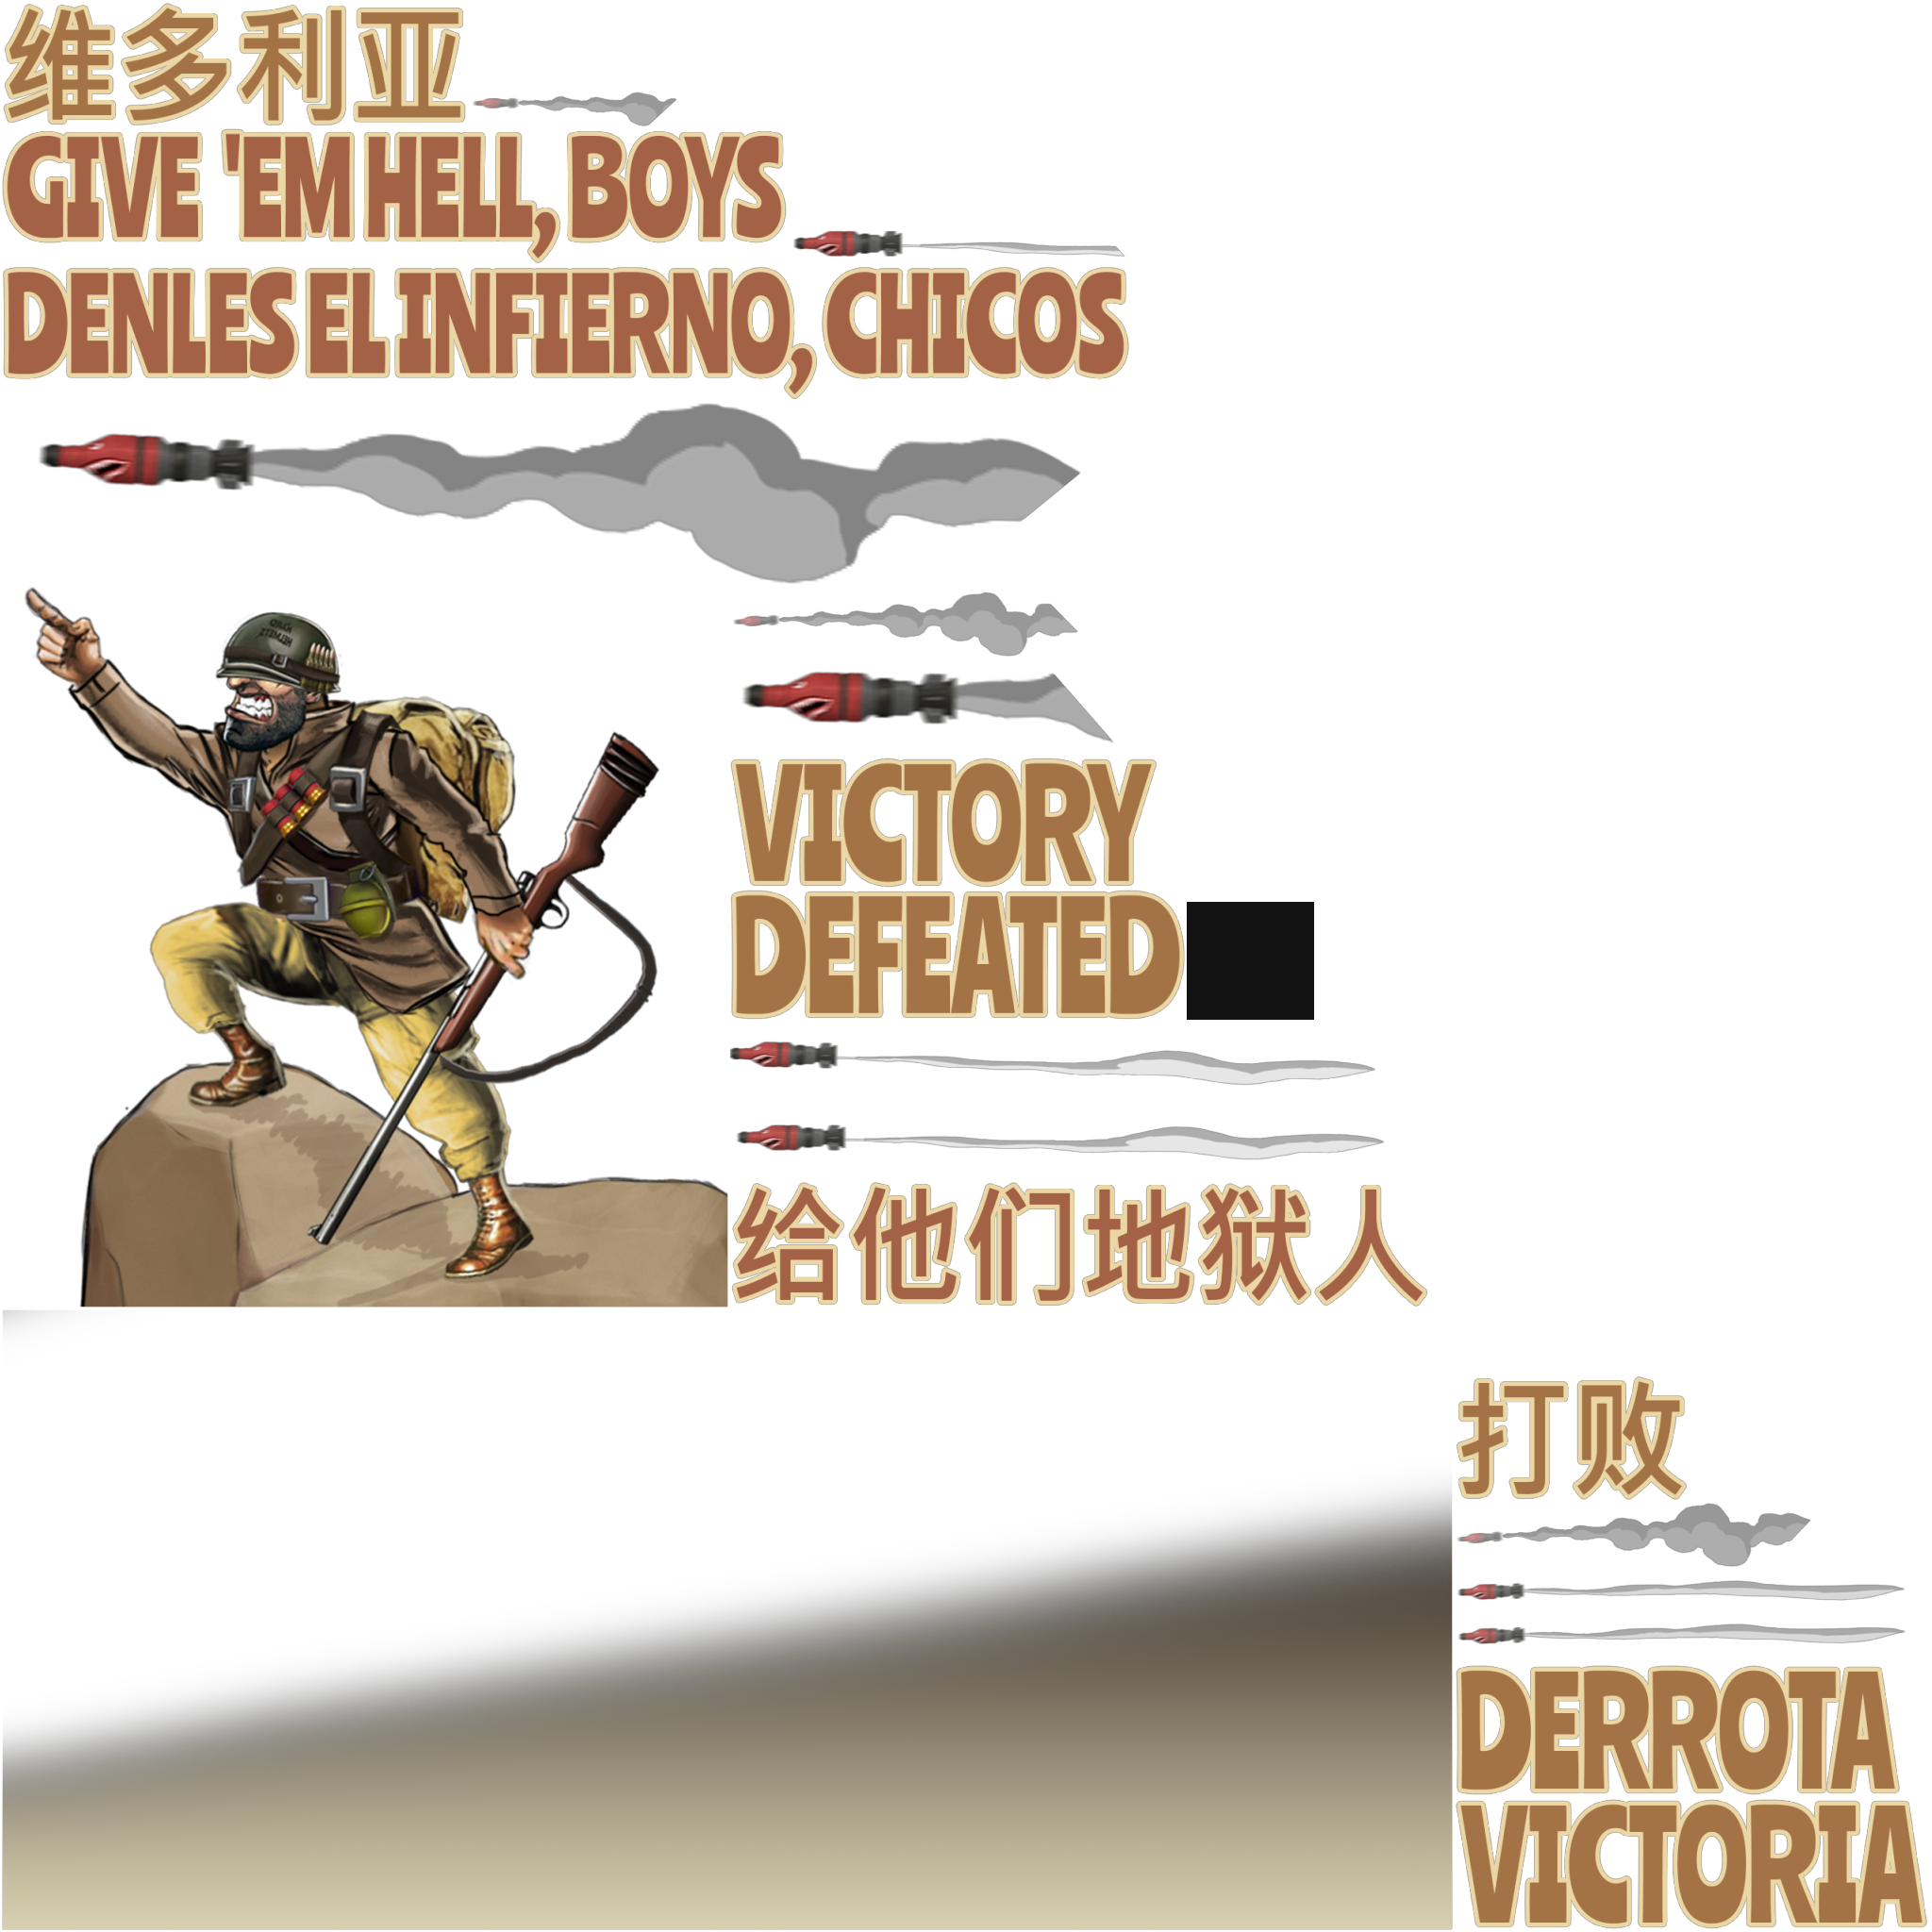 维多利亚
GIVE 'EM HELL, BOYS
DENLES EL INFIERNO, CHICOS
VICTORY
DEFEATED
给他们地狱人
打败
DERROTA
VICTORIA